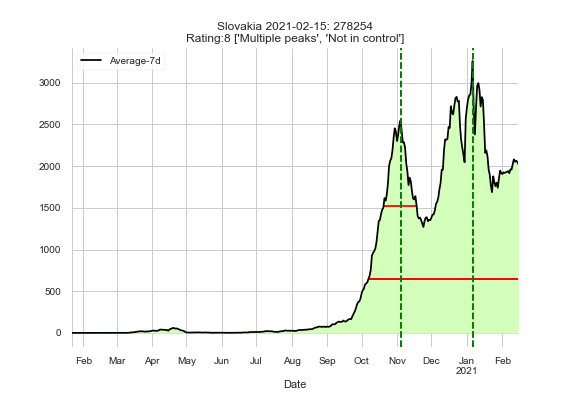 Slovakia 2021-02-15: 278254
Rating:8 ['Multiple peaks', 'Not in control']
Average-7d
3000
2500
2000
1500
1000
500
0
Feb Mar Apr May Jun Jul Aug Sep Oct Nov Dec Jan Feb
2021
Date